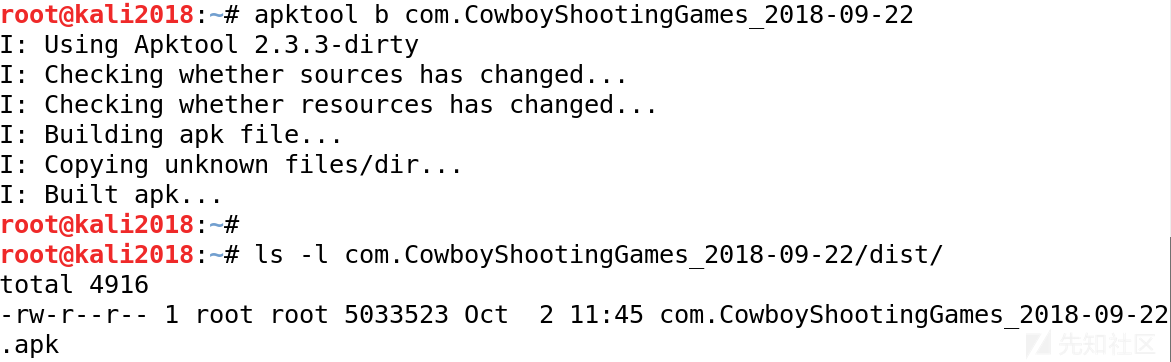 root@kali2018:~# apktool b com.CowboyShootingGames_2018-09-22
I: Using Apktool 2.3.3-dirty
I: Checking whether sources has changed...
I: Checking whether resources has changed...
I: Building apk file...
I: Copying unknown files/dir...
I: Built apk...
root@kali2018:~#
root@kali2018:~# ls -l com.CowboyShootingGames_2018-09-22/dist/
total 4916
-rw-r--r-- 1 root root 5033523 Oct  2 11:45 com.CowboyShootingGames_2018-09-22
.apk
先知社区